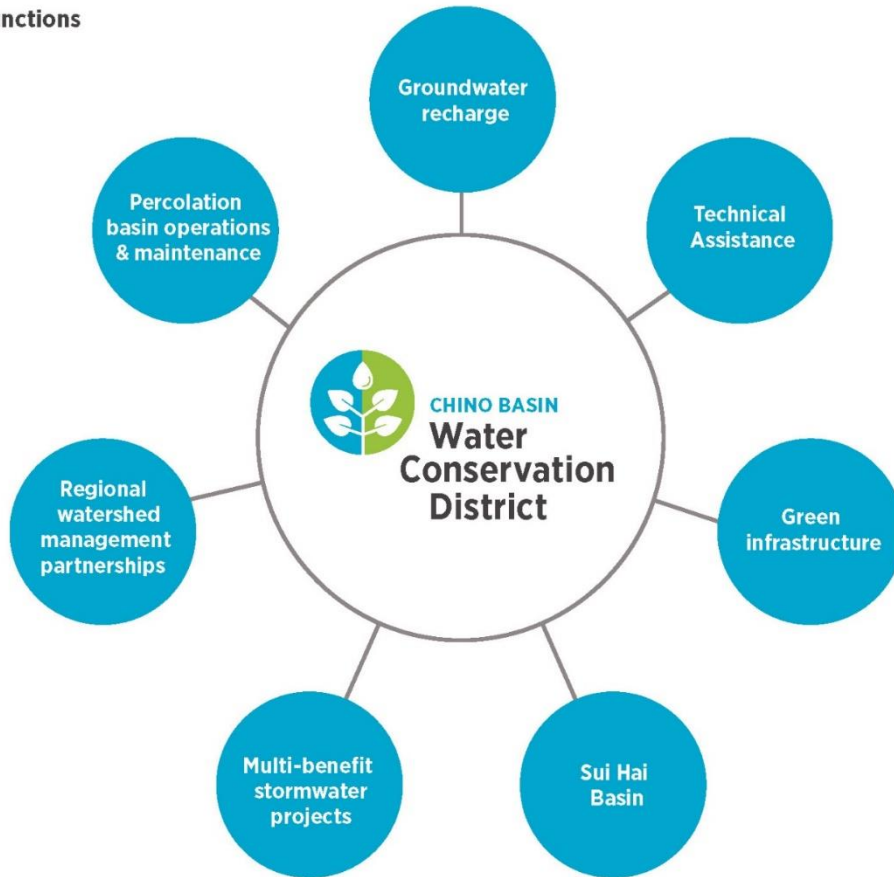 nctions
Groundwater
recharge
Percolation
basin operations
& maintenance
Technical
Assistance
CHINO BASIN
Water
Conservation
District
Regional
watershed
management
partnerships
Green
infrastructure
Multi-benefit
stormwater
projects
Sui Hai
Basin